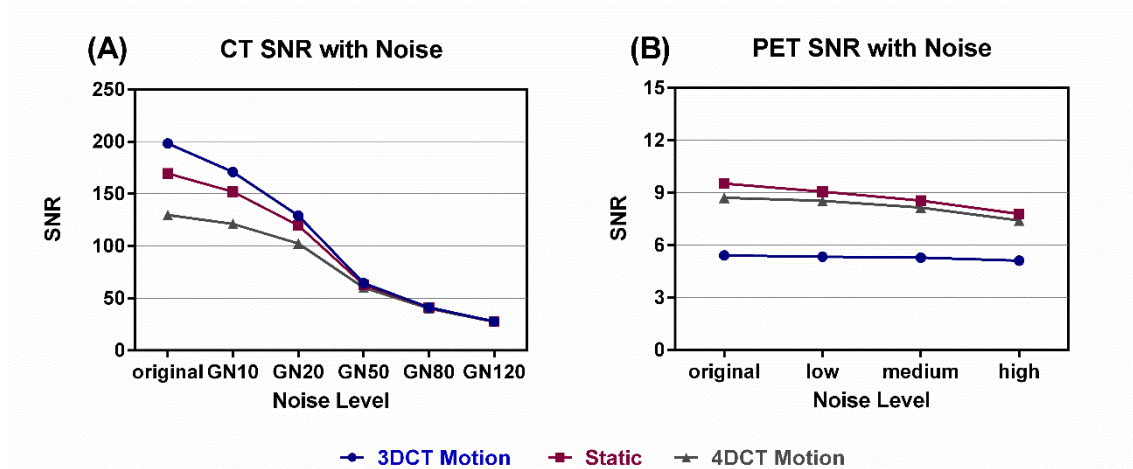 (A) CT SNR with Noise
250
200
150
100
50
0
SNR
original GN10 GN20 GN50 GN80 GN120
Noise Level
(B) PET SNR with Noise
15
12
9
6
3
0
SNR
original low medium high
Noise Level
3DCT Motion Static 4DCT Motion